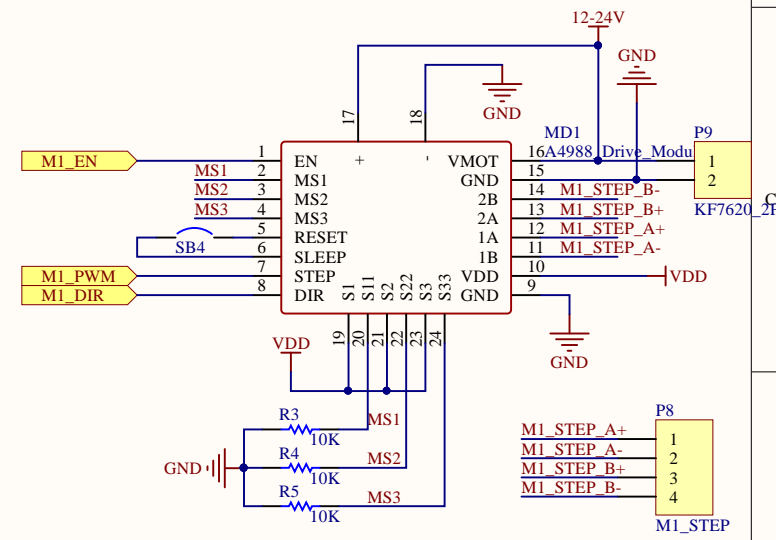 12-24V
GND
17
18
GND
MD1
P9
M1_EN
1
EN
+
-
VMOT
16
A4988_Drive_Modu
1
MS1
2
MS1
GND
15
2
MS2
3
MS2
2B
14
M1_STEP_B-
MS3
4
MS3
2A
13
M1_STEP_B+
KF7620_2P
5
RESET
1A
12
M1_STEP_A+
SB4
6
SLEEP
1B
11
M1_STEP_A-
M1_PWM
7
STEP
VDD
10
VDD
M1_DIR
8
DIR
S1
S11
S2
S22
S3
S33
GND
9
19
20
21
22
23
24
VDD
GND
R3
10K
MS1
R4
10K
MS2
GND
R5
10K
MS3
P8
M1_STEP_A+
1
M1_STEP_A-
2
M1_STEP_B+
3
M1_STEP_B-
4
M1_STEP